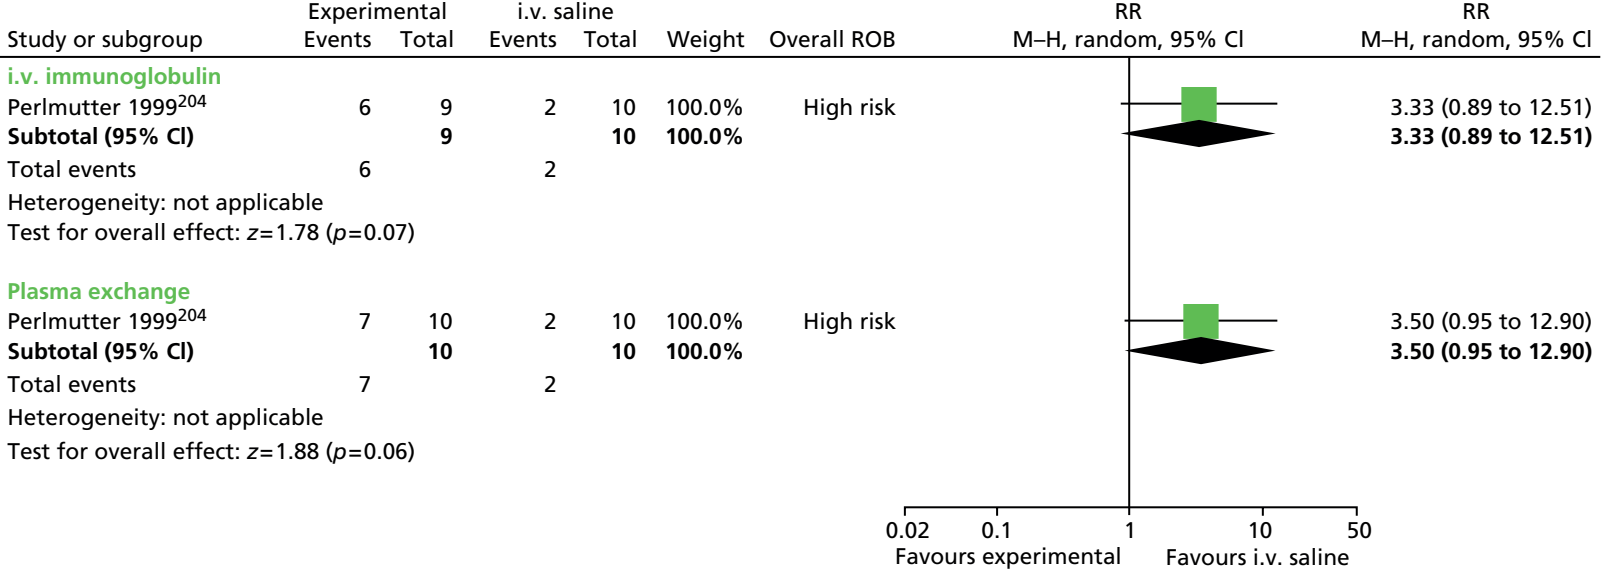 Experimental i.v. saline RR RR
Study or subgroup Events Total Events Total Weight Overall ROB M–H, random, 95% Cl M–H, random, 95% Cl
i.v. immunoglobulin
Perlmutter 1999204 6 9 2 10 100.0% High risk 3.33 (0.89 to 12.51)
Subtotal (95% Cl) 9 10 100.0% 3.33 (0.89 to 12.51)
Total events 6 2
Heterogeneity: not applicable
Test for overall effect: z=1.78 (p=0.07)
Plasma exchange
Perlmutter 1999204 7 10 2 10 100.0% High risk 3.50 (0.95 to 12.90)
Subtotal (95% Cl) 10 10 100.0% 3.50 (0.95 to 12.90)
Total events 7 2
Heterogeneity: not applicable
Test for overall effect: z=1.88 (p=0.06)
0.02 0.1 1 10 50
Favours experimental Favours i.v. saline